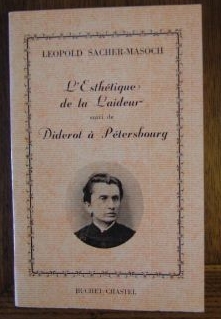 LEOPOLD SACHER-MASOCH
L'Esthétique
de la Laideur
suivi de
Diderot à Pétersbourg
BUCHET/CHASTEL